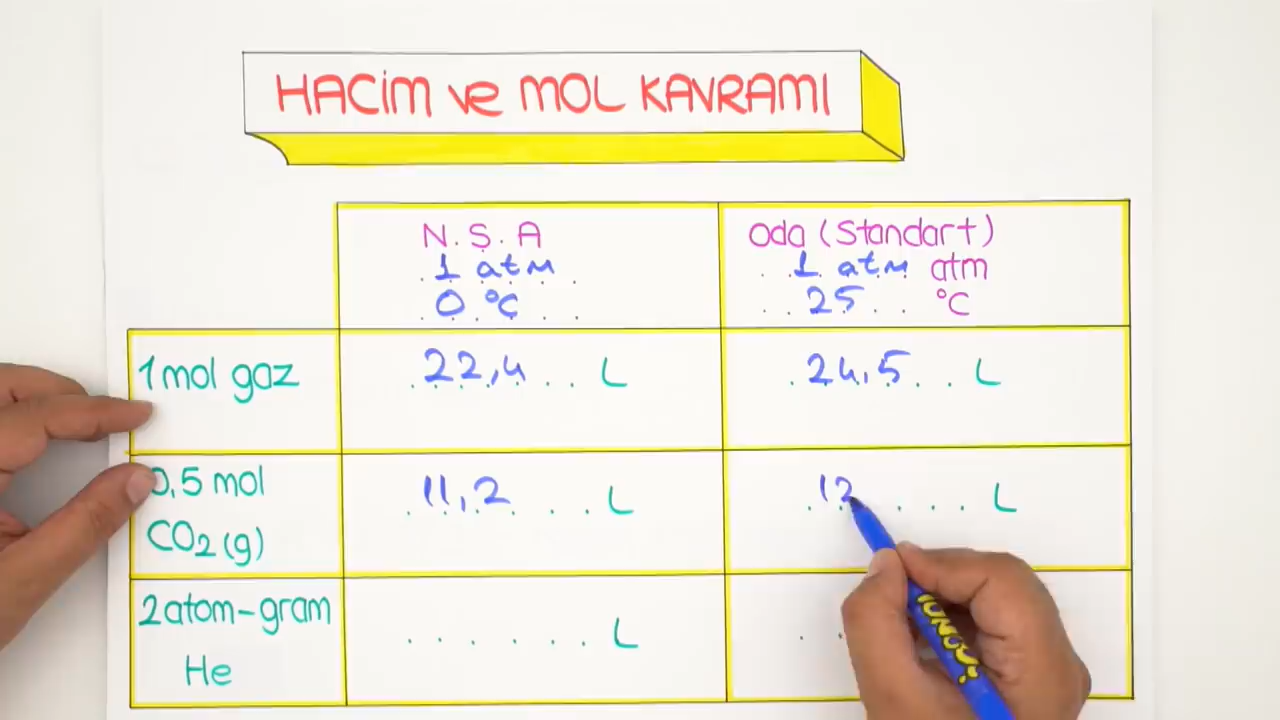 HACİM ve MOL KAVRAMI
N.Ş.A
1 atm
0 °C
Oda (Standart)
1 atm atm
25 °C
1 mol gaz
22,4 L
24,5 L
0,5 mol
CO2 (g)
11,2 L
12 L
2 atom-gram
He
L